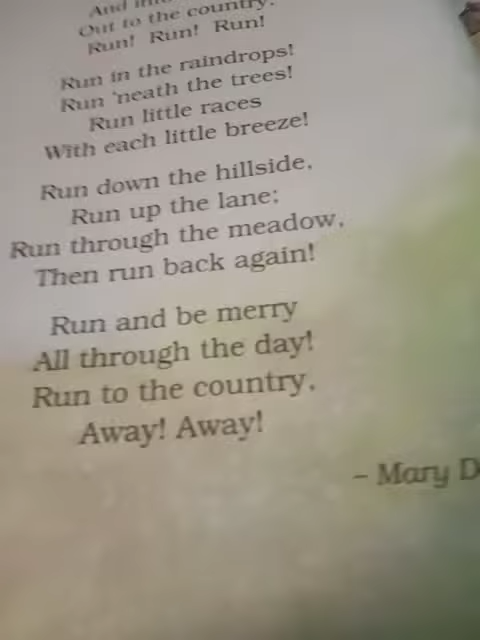 And
Out to the country.
Run! Run! Run!
Run in the raindrops!
Run 'neath the trees!
Run little races
With each little breeze!
Run down the hillside,
Run up the lane;
Run through the meadow,
Then run back again!
Run and be merry
All through the day!
Run to the country,
Away! Away!
– Mary D